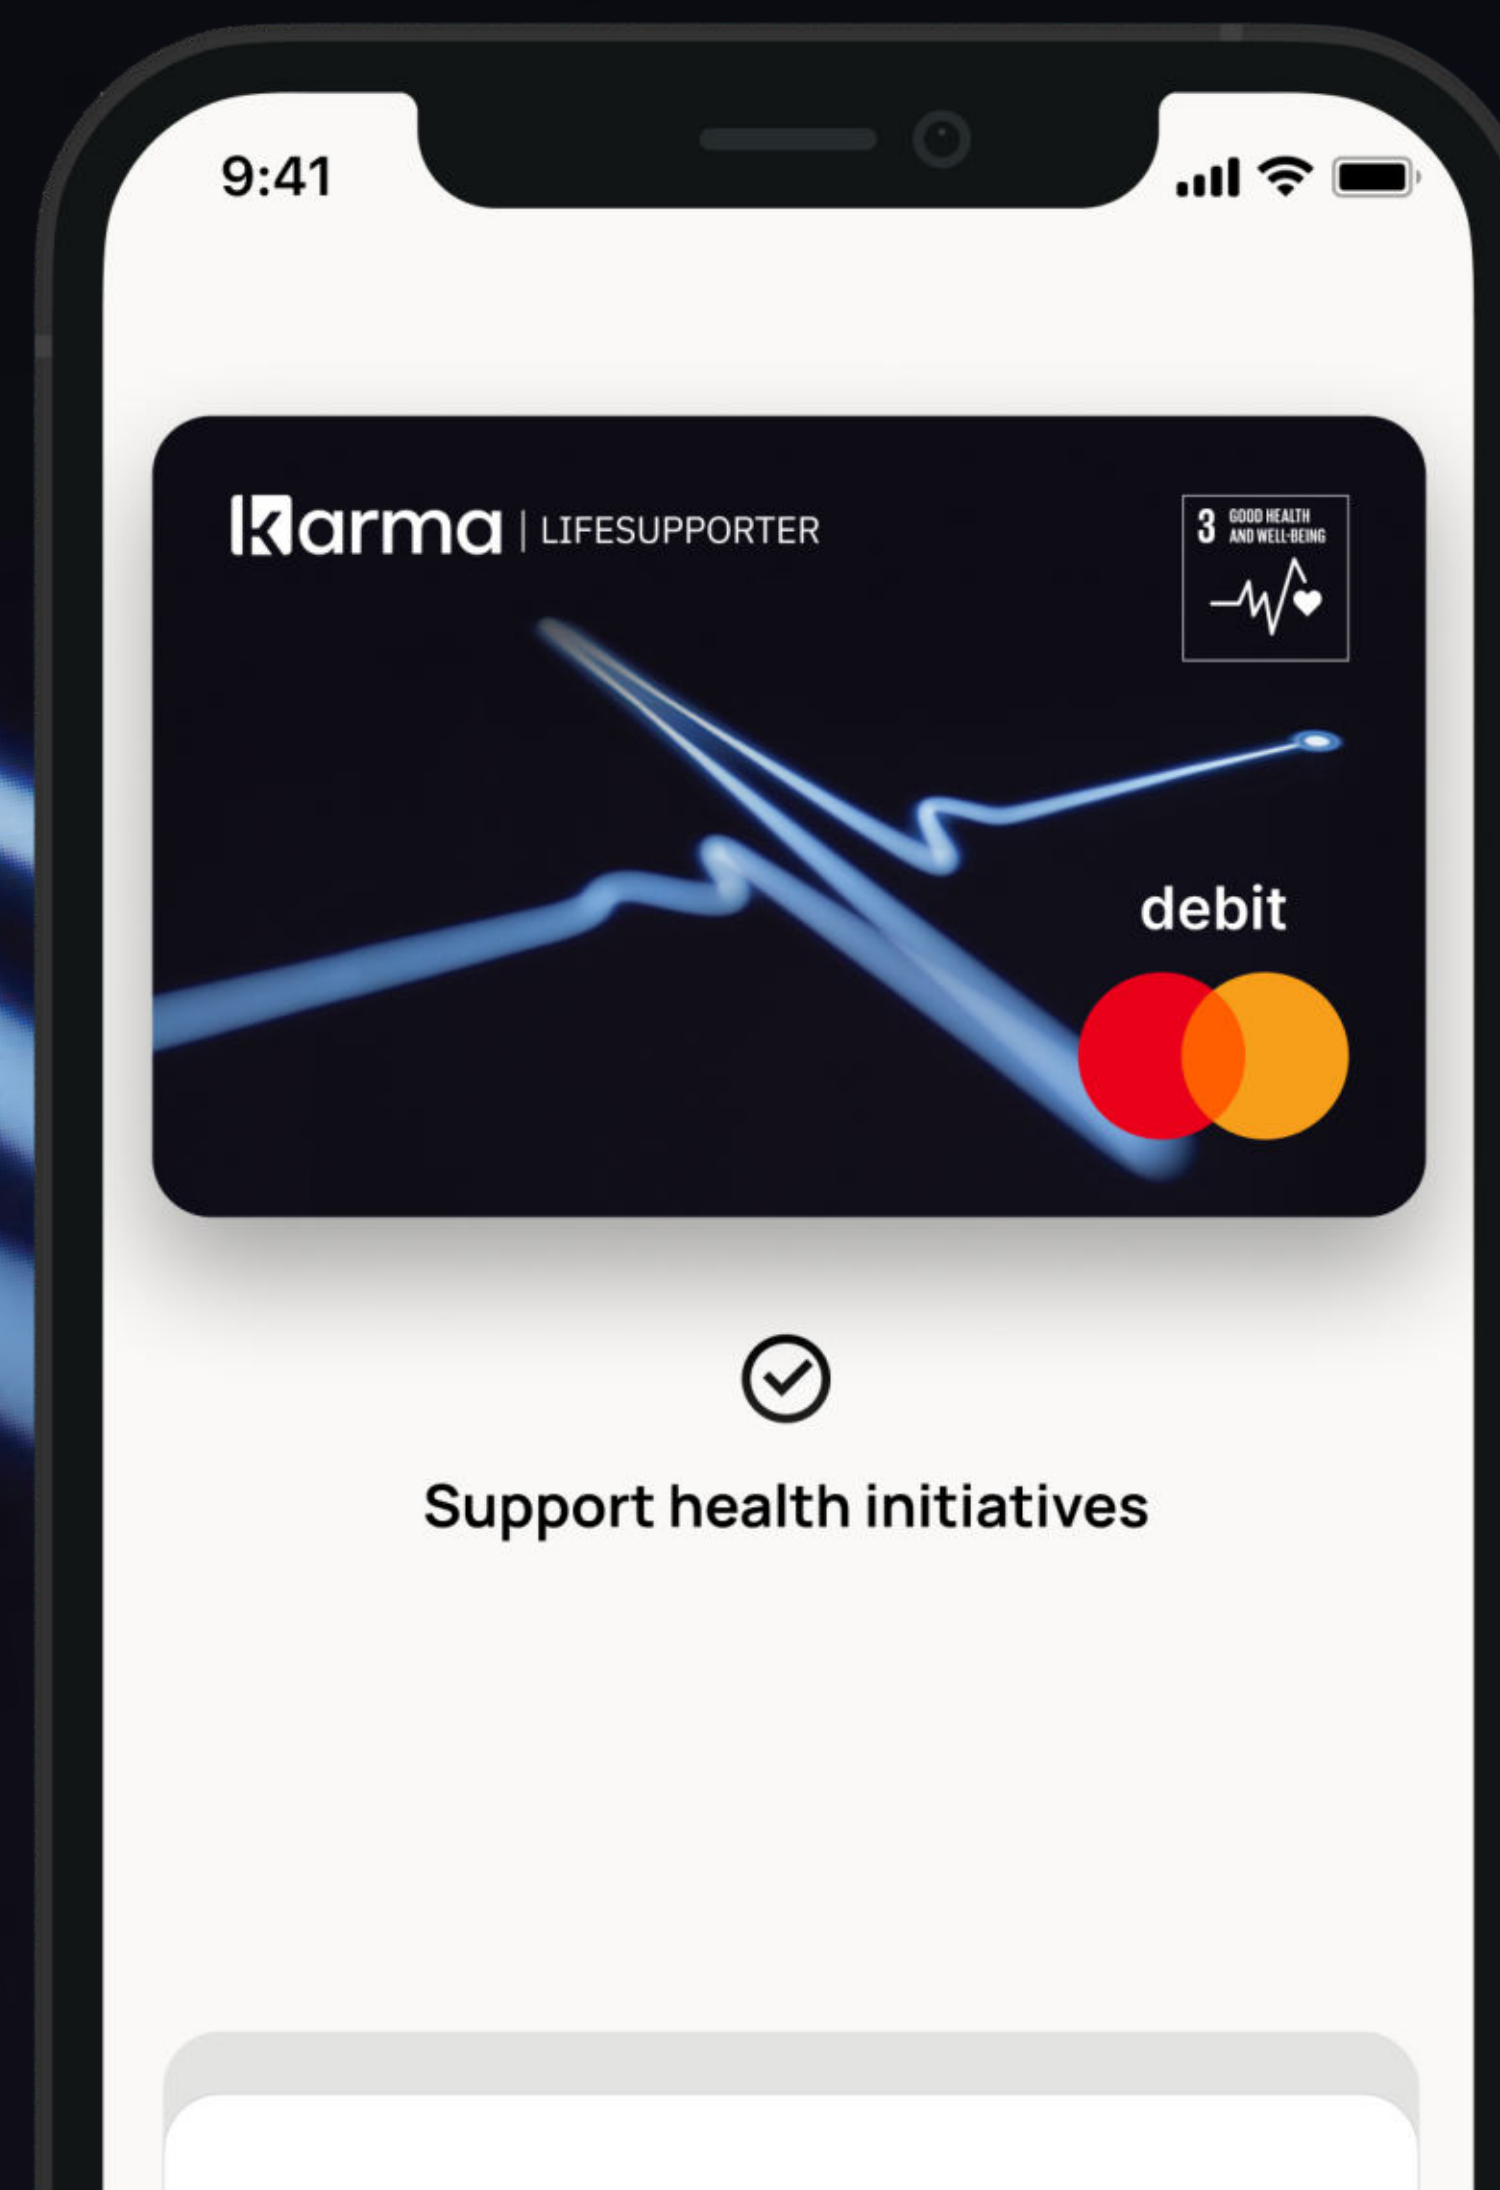 9:41
karma | LIFESUPPORTER
3 GOOD HEALTH
AND WELL-BEING
debit
Support health initiatives